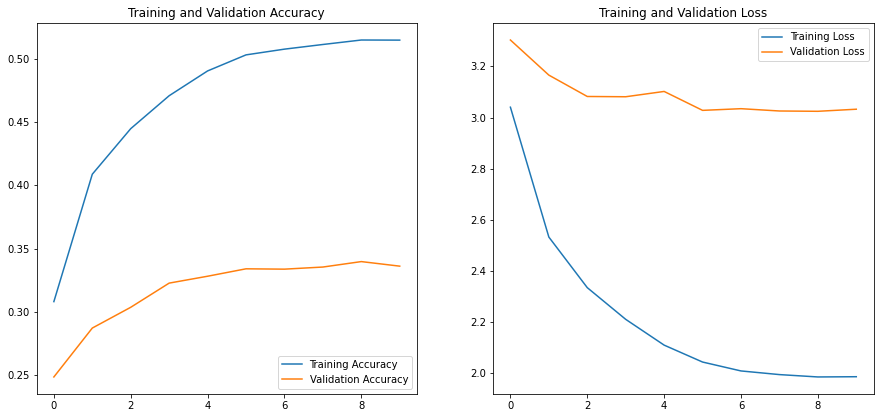 Training and Validation Accuracy
0.50
0.45
0.40
0.35
0.30
0.25
0 2 4 6 8
Training Accuracy
Validation Accuracy
Training and Validation Loss
3.2
3.0
2.8
2.6
2.4
2.2
2.0
0 2 4 6 8
Training Loss
Validation Loss